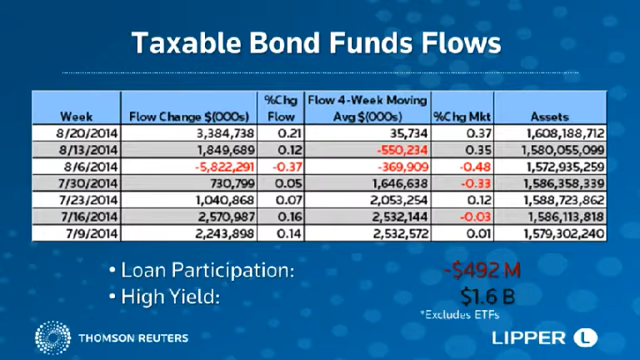 Taxable Bond Funds Flows
Week Flow Change $(000s) %Chg Flow Flow 4-Week Moving Avg $(000s) %Chg Mkt Assets
8/20/2014 3,384,738 0.21 35,734 0.37 1,608,188,712
8/13/2014 1,849,689 0.12 -550,234 0.35 1,580,055,099
8/6/2014 -5,822,291 -0.37 -369,909 -0.48 1,572,935,259
7/30/2014 730,799 0.05 1,646,638 -0.33 1,586,358,339
7/23/2014 1,040,868 0.07 2,053,254 0.12 1,588,723,862
7/16/2014 2,570,987 0.16 2,532,144 -0.03 1,586,113,818
7/9/2014 2,243,898 0.14 2,532,572 0.01 1,579,302,240
• Loan Participation: -$492 M
• High Yield: $1.6 B
*Excludes ETFs
THOMSON REUTERS
LIPPER L